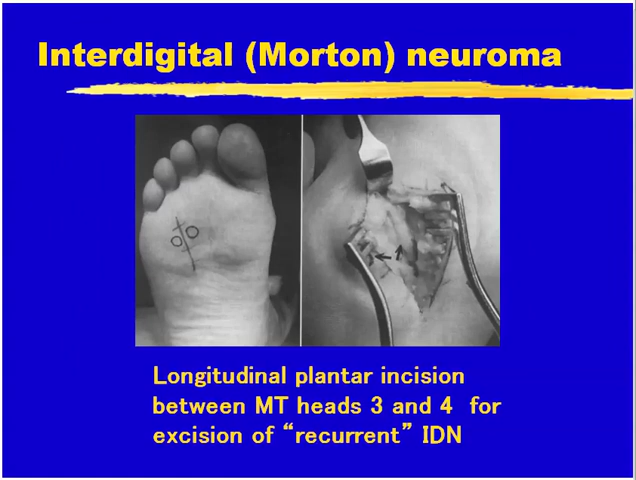 Interdigital (Morton) neuroma
Longitudinal plantar incision
between MT heads 3 and 4 for
excision of “recurrent” IDN